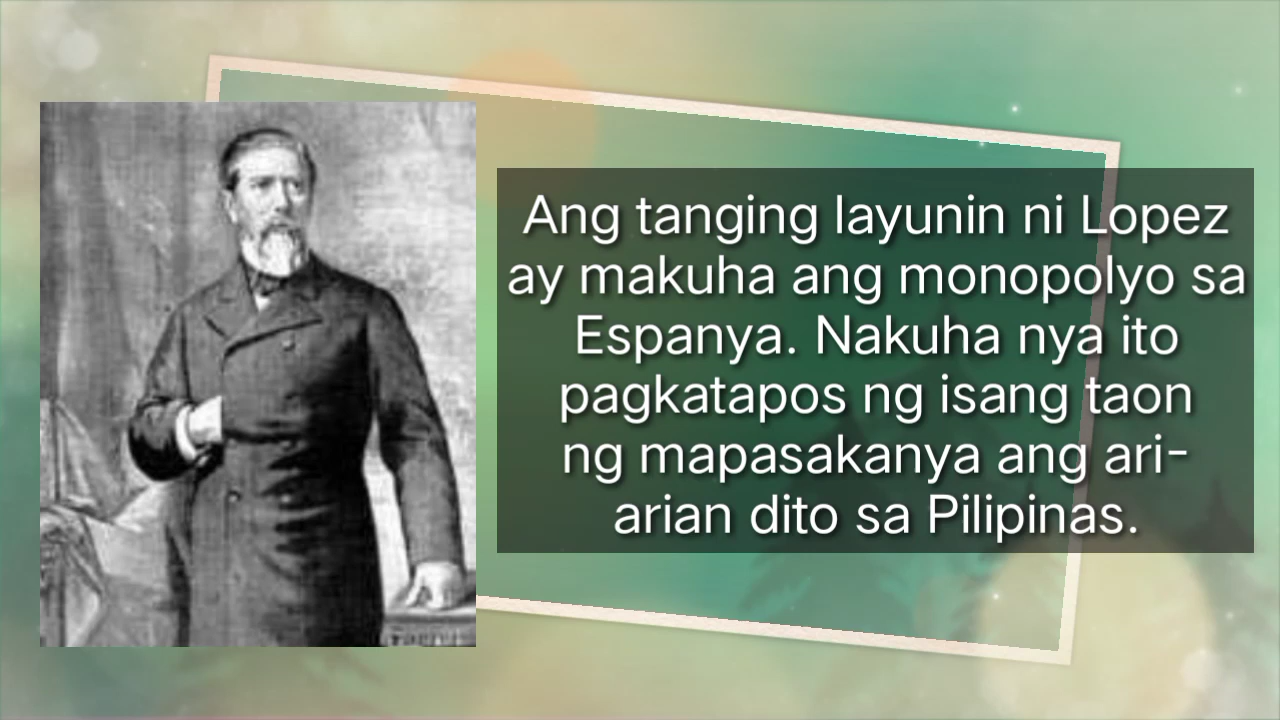 Ang tanging layunin ni Lopez
ay makuha ang monopolyo sa
Espanya. Nakuha nya ito
pagkatapos ng isang taon
ng mapasakanya ang ari-
arian dito sa Pilipinas.